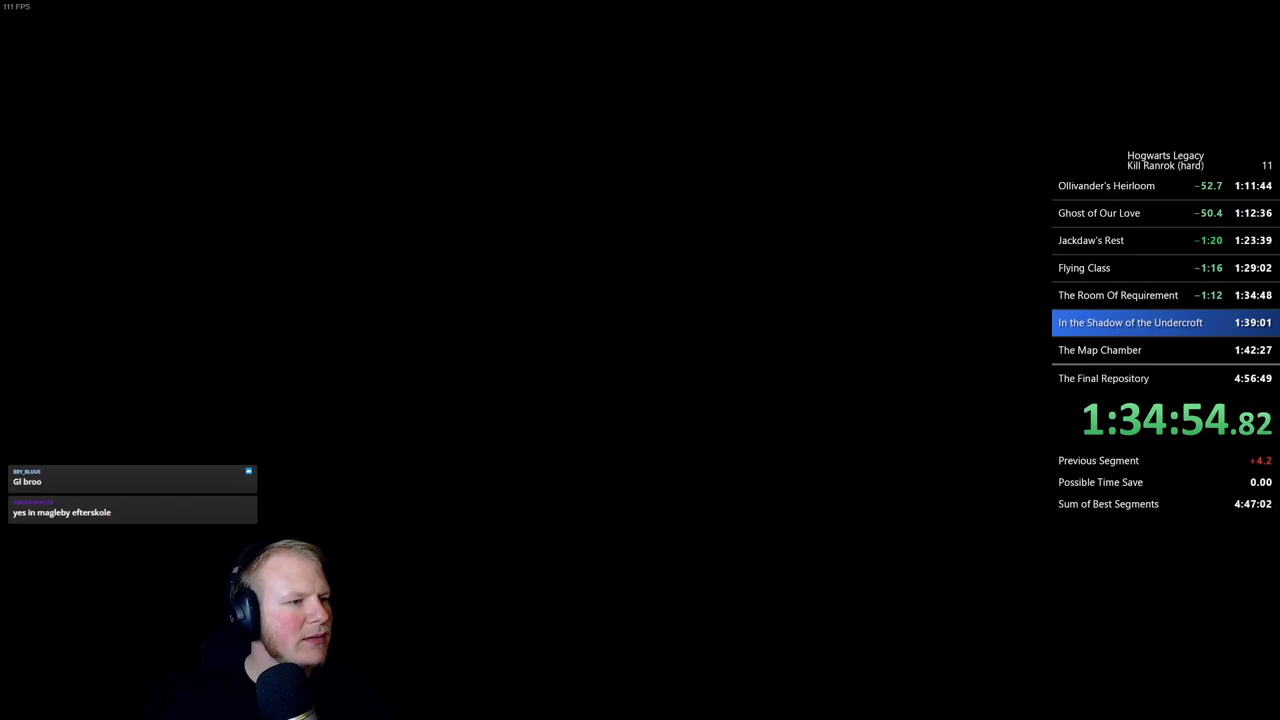 111 FPS
Hogwarts Legacy
Kill Ranrok (hard) 11
Ollivander's Heirloom -52.7 1:11:44
Ghost of Our Love -50.4 1:12:36
Jackdaw's Rest -1:20 1:23:39
Flying Class -1:16 1:29:02
The Room Of Requirement -1:12 1:34:48
In the Shadow of the Undercroft 1:39:01
The Map Chamber 1:42:27
The Final Repository 4:56:49
1:34:54.82
Previous Segment +4.2
Possible Time Save 0.00
Sum of Best Segments 4:47:02
BBY_BLUUE
Gl broo
yes in magleby efterskole